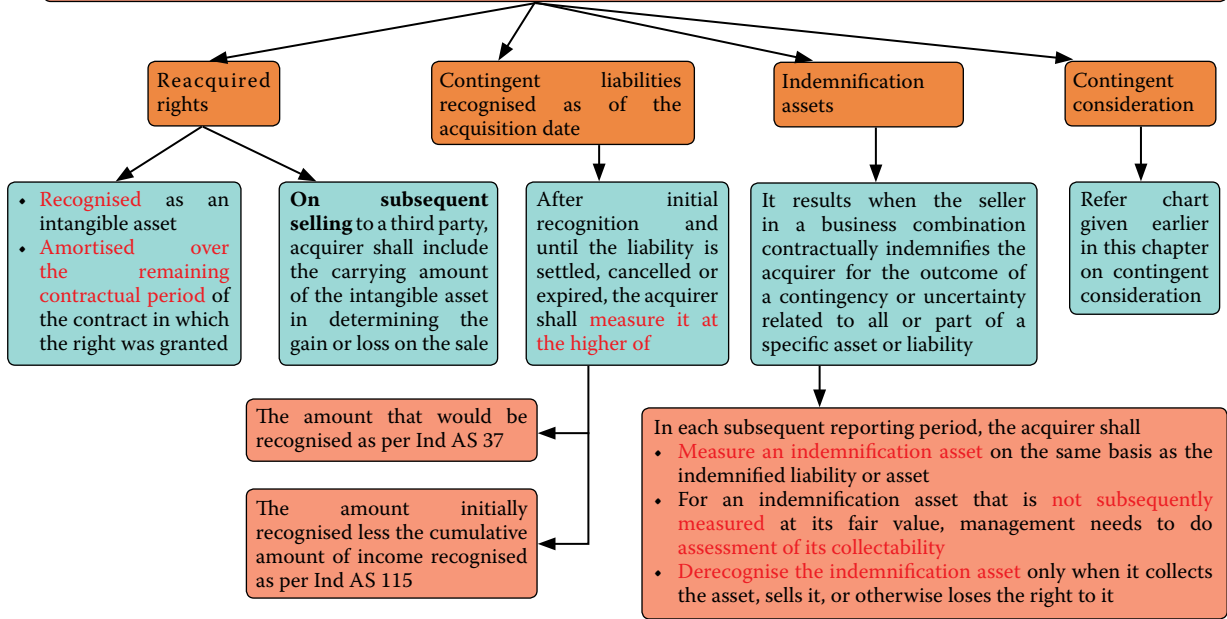 Reacquired
rights
Contingent liabilities
recognised as of the
acquisition date
Indemnification
assets
Contingent
consideration
• Recognised as an
intangible asset
• Amortised over
the remaining
contractual period of
the contract in which
the right was granted
On subsequent
selling to a third party,
acquirer shall include
the carrying amount
of the intangible asset
in determining the
gain or loss on the sale
After initial
recognition and
until the liability is
settled, cancelled or
expired, the acquirer
shall measure it at
the higher of
It results when the seller
in a business combination
contractually indemnifies the
acquirer for the outcome of
a contingency or uncertainty
related to all or part of a
specific asset or liability
Refer chart
given earlier
in this chapter
on contingent
consideration
The amount that would be
recognised as per Ind AS 37
The amount initially
recognised less the cumulative
amount of income recognised
as per Ind AS 115
In each subsequent reporting period, the acquirer shall
• Measure an indemnification asset on the same basis as the
indemnified liability or asset
• For an indemnification asset that is not subsequently
measured at its fair value, management needs to do
assessment of its collectability
• Derecognise the indemnification asset only when it collects
the asset, sells it, or otherwise loses the right to it